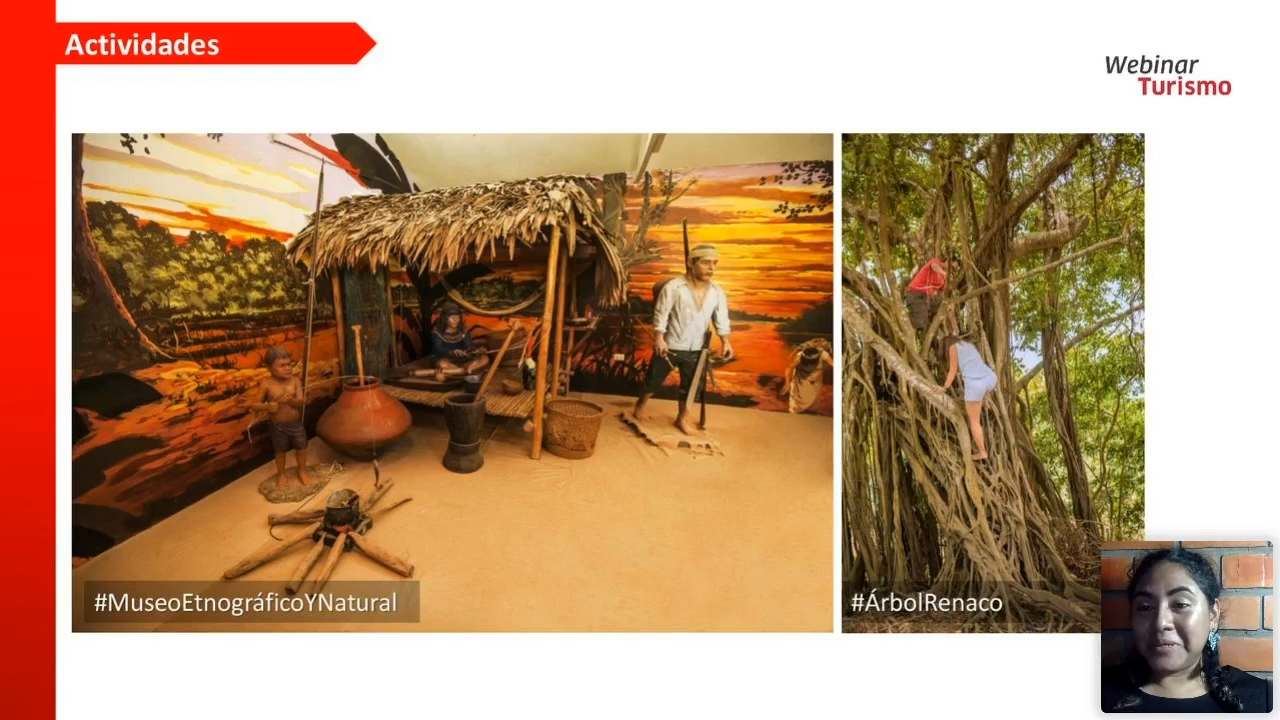 Actividades
Webinar
Turismo
#MuseoEtnográficoYNatural
#ÁrbolRenaco